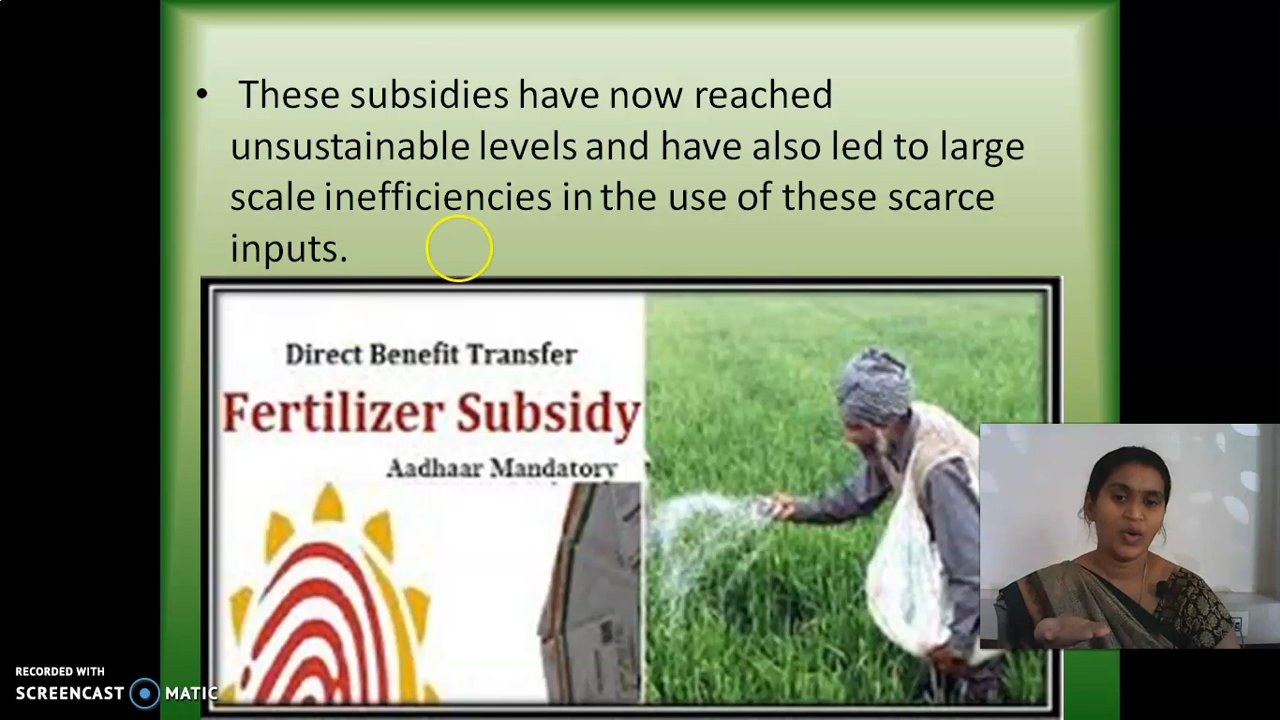 • These subsidies have now reached
unsustainable levels and have also led to large
scale inefficiencies in the use of these scarce
inputs.
Direct Benefit Transfer
Fertilizer Subsidy
Aadhaar Mandatory
RECORDED WITH
SCREENCAST MATIC